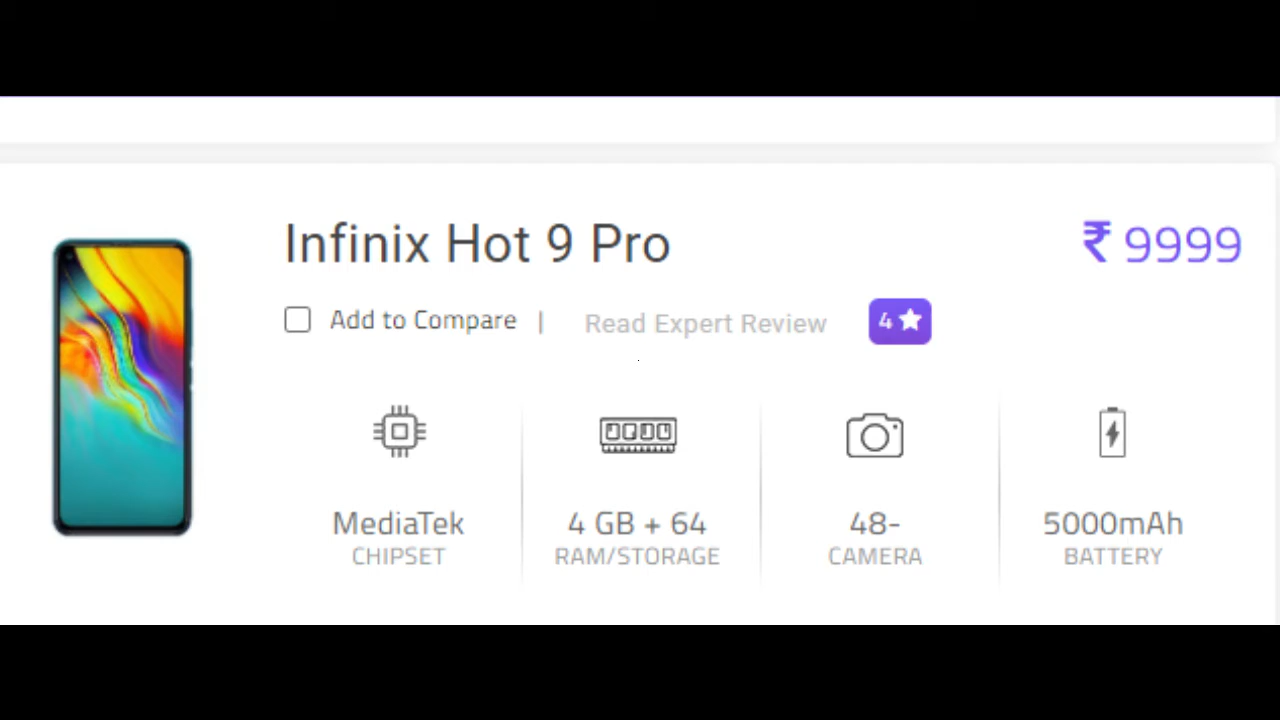 Infinix Hot 9 Pro
₹ 9999
Add to Compare | Read Expert Review 4
MediaTek
CHIPSET
4 GB + 64
RAM/STORAGE
48-
CAMERA
5000mAh
BATTERY